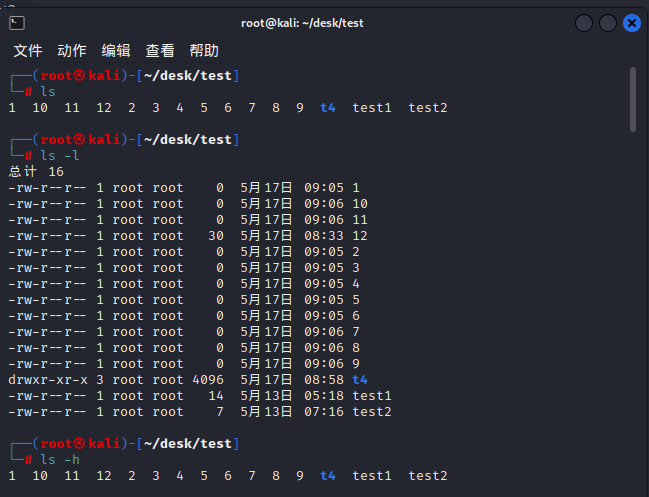 root@kali: ~/desk/test
文件 动作 编辑 查看 帮助
┌──(root㉿kali)-[~/desk/test]
└─# ls
1 10 11 12 2 3 4 5 6 7 8 9 t4 test1 test2
┌──(root㉿kali)-[~/desk/test]
└─# ls -l
总计 16
-rw-r--r-- 1 root root 0 5月17日 09:05 1
-rw-r--r-- 1 root root 0 5月17日 09:06 10
-rw-r--r-- 1 root root 0 5月17日 09:06 11
-rw-r--r-- 1 root root 30 5月17日 08:33 12
-rw-r--r-- 1 root root 0 5月17日 09:05 2
-rw-r--r-- 1 root root 0 5月17日 09:05 3
-rw-r--r-- 1 root root 0 5月17日 09:05 4
-rw-r--r-- 1 root root 0 5月17日 09:05 5
-rw-r--r-- 1 root root 0 5月17日 09:05 6
-rw-r--r-- 1 root root 0 5月17日 09:06 7
-rw-r--r-- 1 root root 0 5月17日 09:06 8
-rw-r--r-- 1 root root 0 5月17日 09:06 9
drwxr-xr-x 3 root root 4096 5月17日 08:58 t4
-rw-r--r-- 1 root root 14 5月13日 05:18 test1
-rw-r--r-- 1 root root 7 5月13日 07:16 test2
┌──(root㉿kali)-[~/desk/test]
└─# ls -h
1 10 11 12 2 3 4 5 6 7 8 9 t4 test1 test2